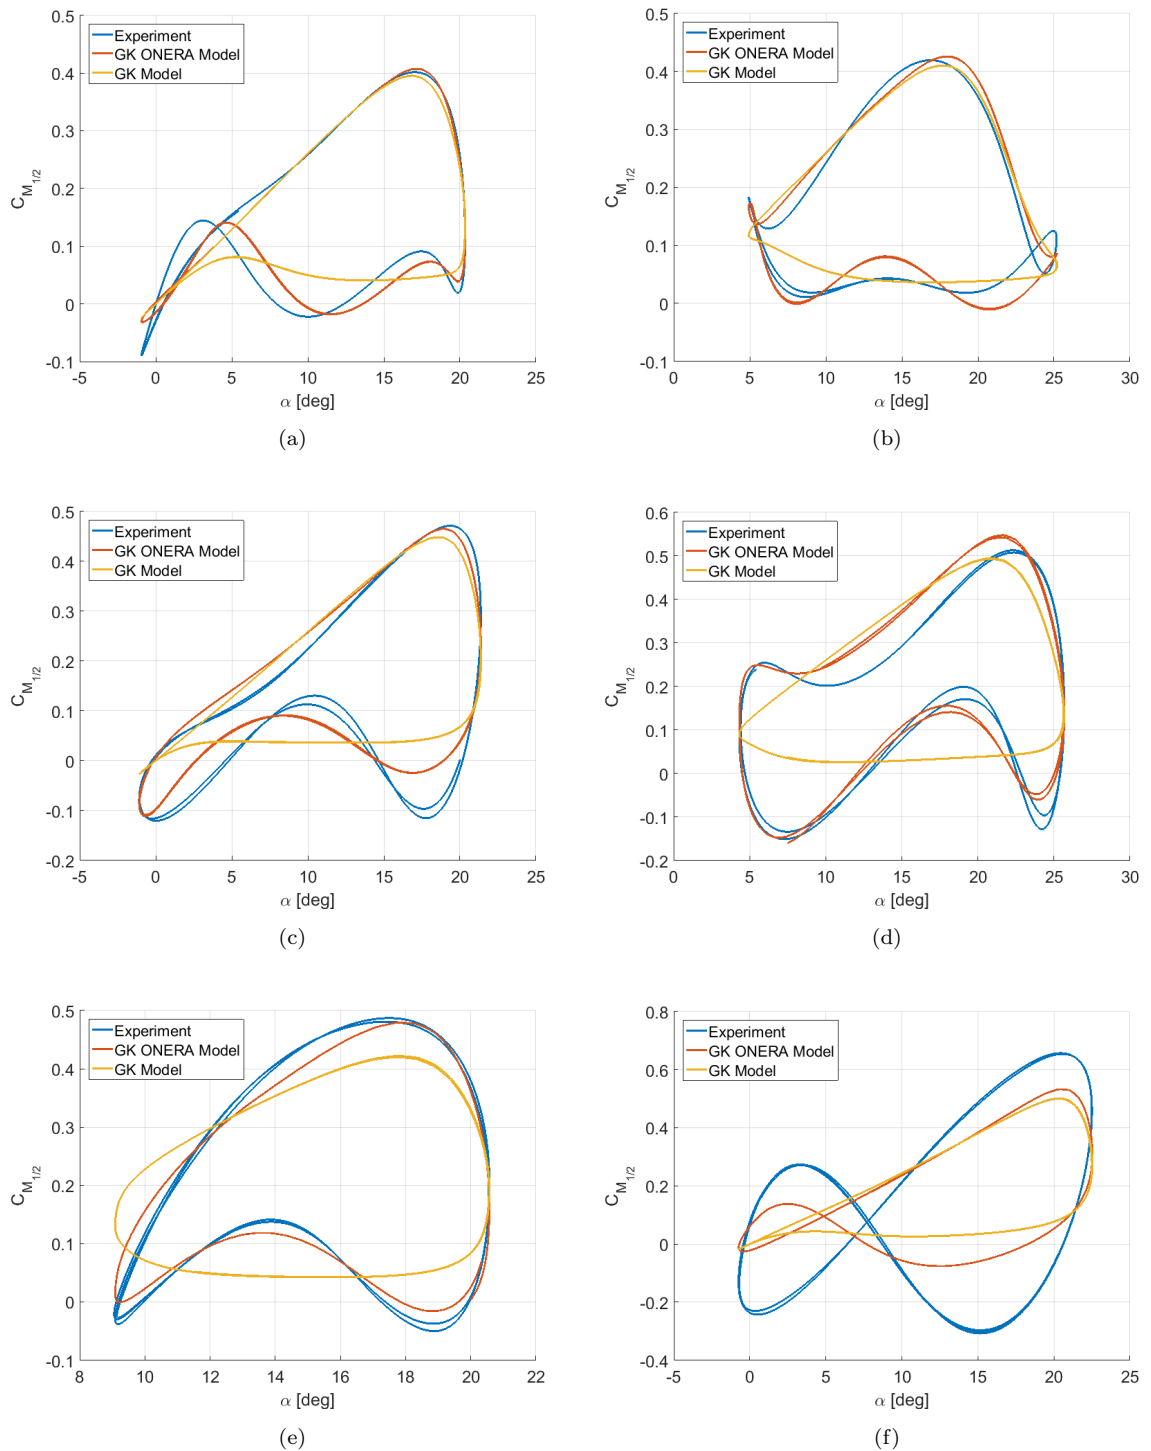 0.5
0.4
0.3
0.2
0.1
0
-0.1
-5 0 5 10 15 20 25
α [deg]
C_{M_{1/2}}
Experiment
GK ONERA Model
GK Model
(a)
0.5
0.4
0.3
0.2
0.1
0
-0.1
0 5 10 15 20 25 30
α [deg]
C_{M_{1/2}}
Experiment
GK ONERA Model
GK Model
(b)
0.5
0.4
0.3
0.2
0.1
0
-0.1
-0.2
-5 0 5 10 15 20 25
α [deg]
C_{M_{1/2}}
Experiment
GK ONERA Model
GK Model
(c)
0.6
0.5
0.4
0.3
0.2
0.1
0
-0.1
-0.2
0 5 10 15 20 25 30
α [deg]
C_{M_{1/2}}
Experiment
GK ONERA Model
GK Model
(d)
0.5
0.4
0.3
0.2
0.1
0
-0.1
8 10 12 14 16 18 20 22
α [deg]
C_{M_{1/2}}
Experiment
GK ONERA Model
GK Model
(e)
0.8
0.6
0.4
0.2
0
-0.2
-0.4
-5 0 5 10 15 20 25
α [deg]
C_{M_{1/2}}
Experiment
GK ONERA Model
GK Model
(f)